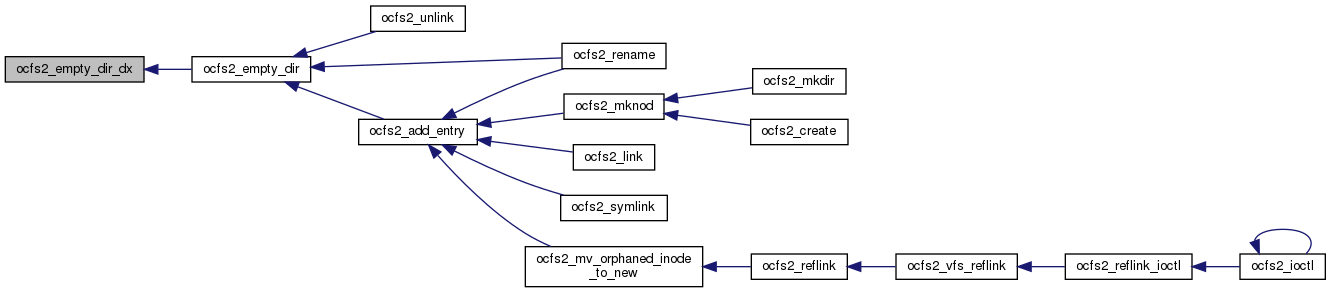 ocfs2_unlink
ocfs2_empty_dir_dx
ocfs2_empty_dir
ocfs2_rename
ocfs2_add_entry
ocfs2_mknod
ocfs2_mkdir
ocfs2_create
ocfs2_link
ocfs2_symlink
ocfs2_mv_orphaned_inode
_to_new
ocfs2_reflink
ocfs2_vfs_reflink
ocfs2_reflink_ioctl
ocfs2_ioctl